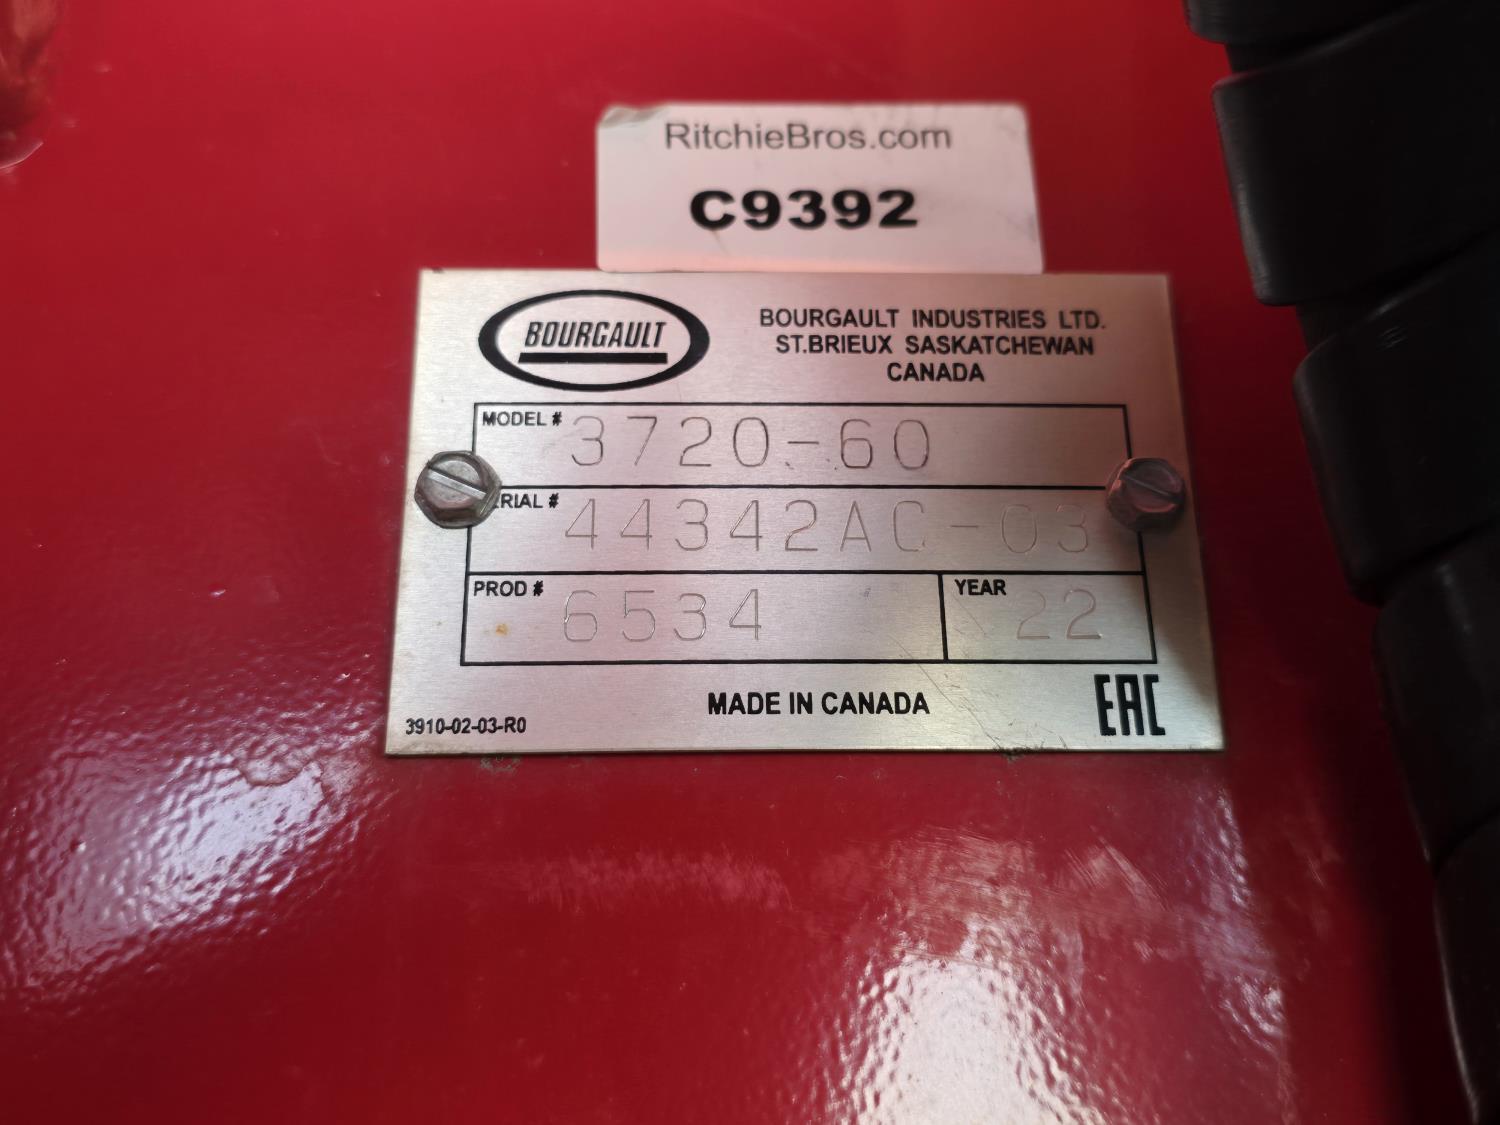 RitchieBros.com
C9392
BOURGAULT
BOURGAULT INDUSTRIES LTD.
ST.BRIEUX SASKATCHEWAN
CANADA
MODEL # 3720-60
ERIAL # 44342AC-03
PROD # 6534 YEAR 22
MADE IN CANADA
3910-02-03-R0
EAC